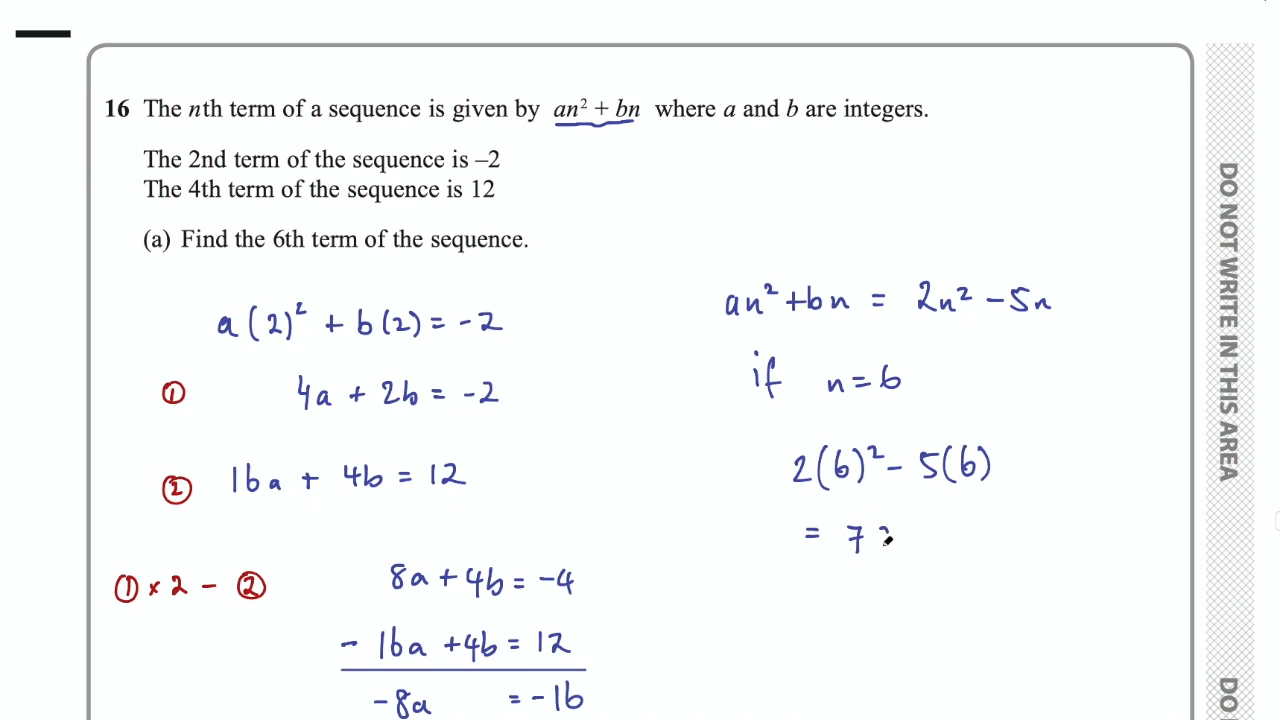 16 The nth term of a sequence is given by an² + bn where a and b are integers.
The 2nd term of the sequence is –2
The 4th term of the sequence is 12
(a) Find the 6th term of the sequence.
a(2)² + b(2) = -2
① 4a + 2b = -2
② 16a + 4b = 12
① × 2 - ②
8a + 4b = -4
- 16a + 4b = 12
-8a = -16
an² + bn = 2n² - 5n
if n = 6
2(6)² - 5(6)
= 7
DO NOT WRITE IN THIS AREA
DO